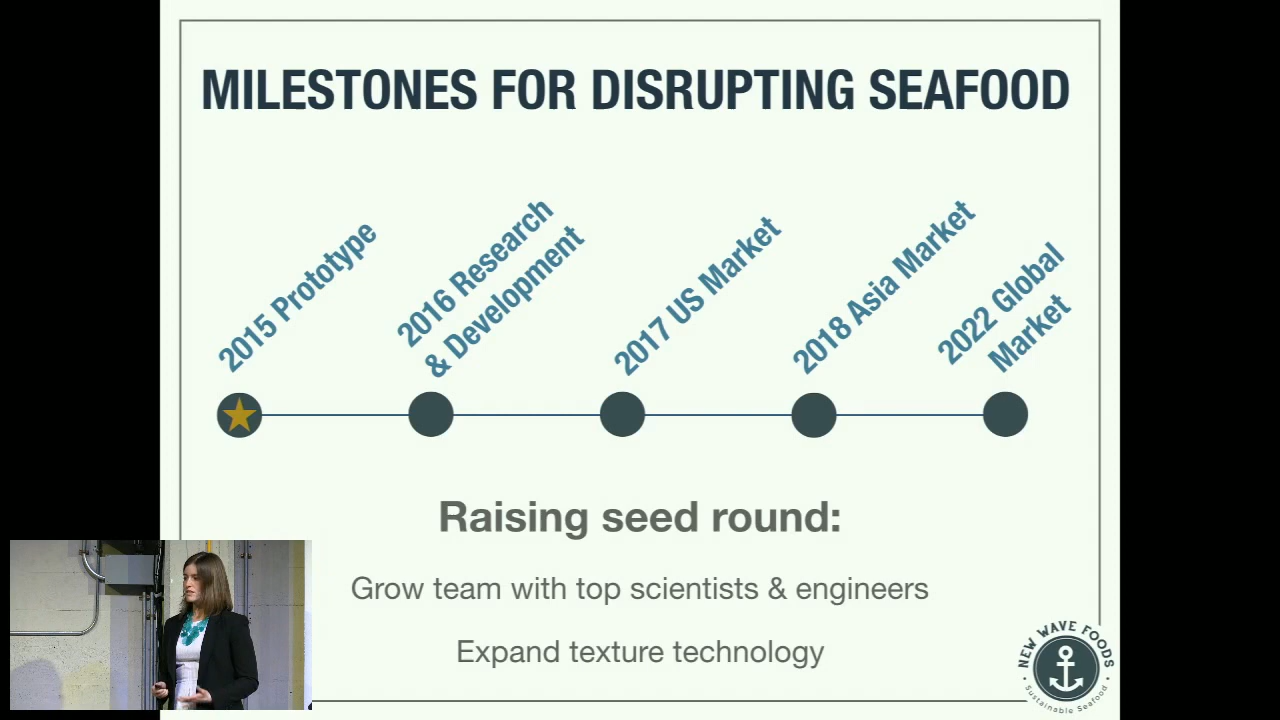 MILESTONES FOR DISRUPTING SEAFOOD
2015 Prototype
2016 Research
& Development
2017 US Market
2018 Asia Market
2022 Global
Market
Raising seed round:
Grow team with top scientists & engineers
Expand texture technology
NEW WAVE FOODS
Sustainable Seafood